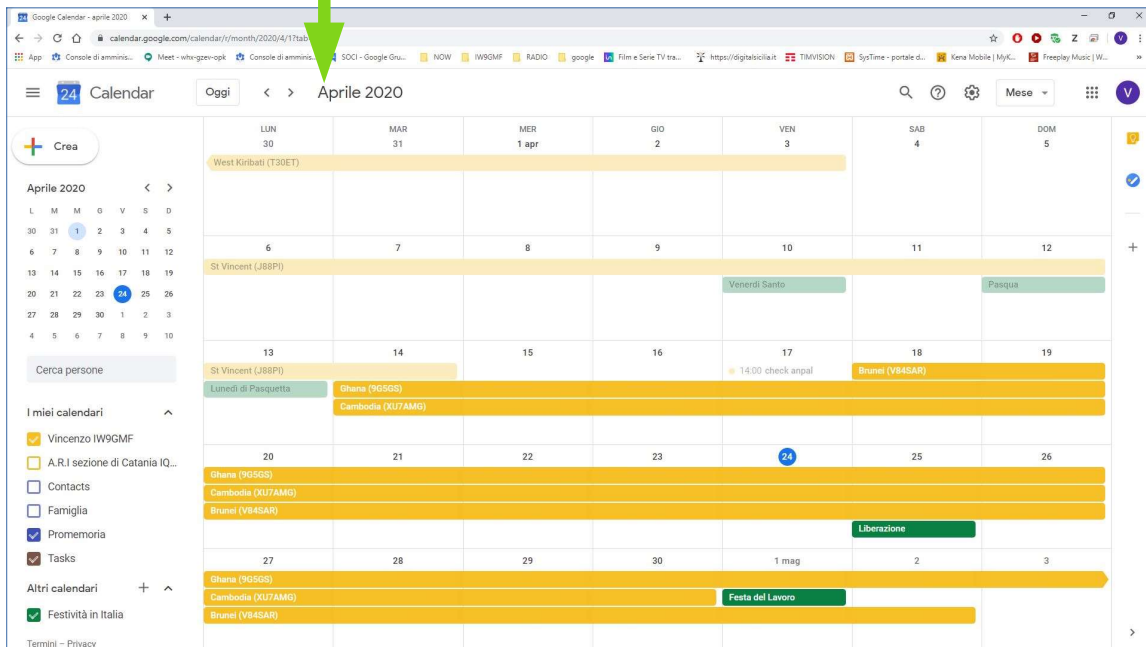 Google Calendar - aprile 2020
calendar.google.com/calendar/r/month/2020/4/1?tab
App Console di amminis... Meet - whx-gzev-opk Console di amminis... SOCI - Google Gru... NOW IW9GMF RADIO google Film e Serie TV tra... https://digitalsicilia.it TIMVISION SysTime - portale d... Kena Mobile | MyK... Freeplay Music | W...
24 Calendar Oggi Aprile 2020 Mese V
Crea
Aprile 2020
L M M G V S D
30 31 1 2 3 4 5
6 7 8 9 10 11 12
13 14 15 16 17 18 19
20 21 22 23 24 25 26
27 28 29 30 1 2 3
4 5 6 7 8 9 10
Cerca persone
I miei calendari
Vincenzo IW9GMF
A.R.I sezione di Catania IQ...
Contacts
Famiglia
Promemoria
Tasks
Altri calendari
Festività in Italia
Termini – Privacy
LUN MAR MER GIO VEN SAB DOM
30 31 1 apr 2 3 4 5
West Kiribati (T30ET)
6 7 8 9 10 11 12
St Vincent (J88PI)
Venerdì Santo Pasqua
13 14 15 16 17 18 19
St Vincent (J88PI) 14:00 check anpal Brunei (V84SAR)
Lunedì di Pasquetta Ghana (9G5GS)
Cambodia (XU7AMG)
20 21 22 23 24 25 26
Ghana (9G5GS)
Cambodia (XU7AMG)
Brunei (V84SAR)
Liberazione
27 28 29 30 1 mag 2 3
Ghana (9G5GS)
Cambodia (XU7AMG) Festa del Lavoro
Brunei (V84SAR)